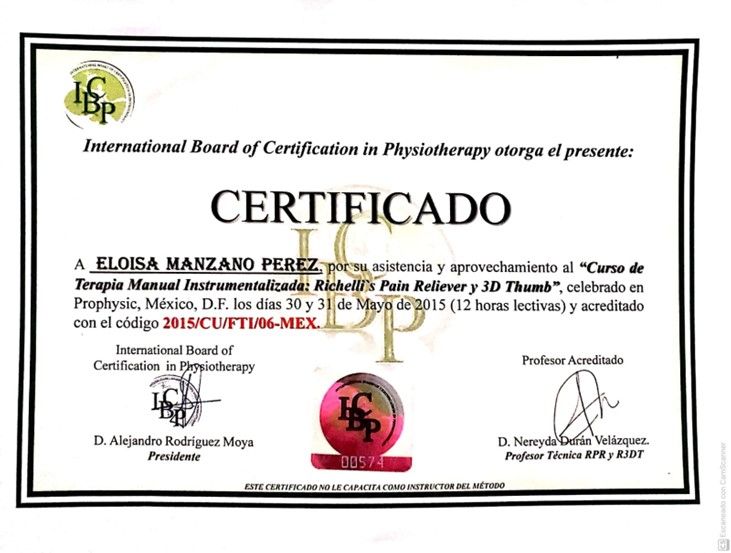 ICBP
International Board of Certification in Physiotherapy otorga el presente:
CERTIFICADO
A ELOISA MANZANO PEREZ, por su asistencia y aprovechamiento al "Curso de
Terapia Manual Instrumentalizada: Richelli's Pain Reliever y 3D Thumb", celebrado en
Prophysic, México, D.F. los días 30 y 31 de Mayo de 2015 (12 horas lectivas) y acreditado
con el código 2015/CU/FTI/06-MEX.
ICBP
International Board of
Certification in Physiotherapy
ICBP
D. Alejandro Rodríguez Moya
Presidente
ICBP
00574
Profesor Acreditado
D. Nereyda Durán Velázquez.
Profesor Técnica RPR y R3DT
ESTE CERTIFICADO NO LE CAPACITA COMO INSTRUCTOR DEL MÉTODO
CS Escaneado con CamScanner